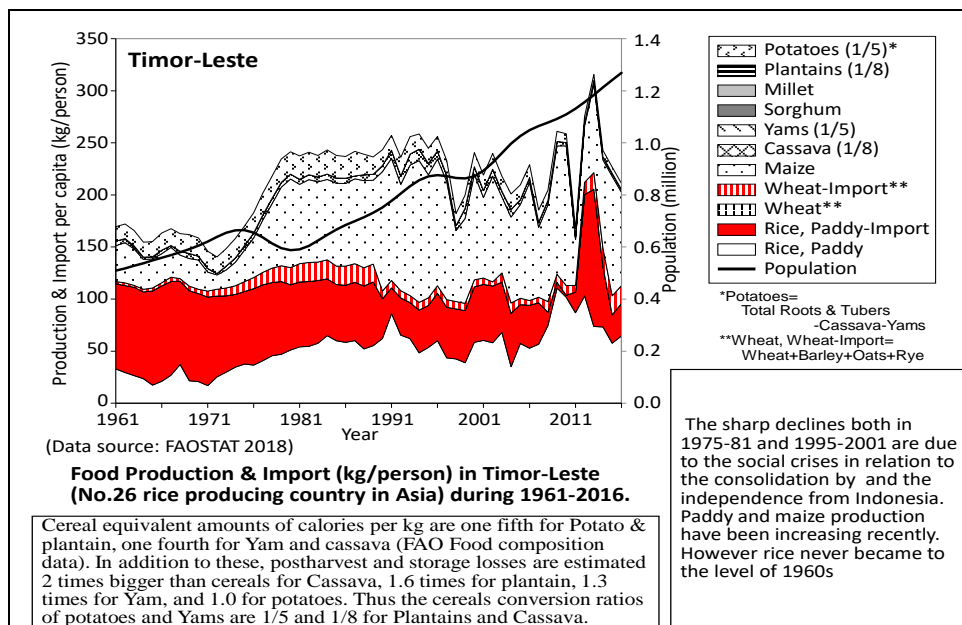 350
300
250
200
150
100
50
0
Production & Import per capita (kg/person)
Timor-Leste
1.4
1.2
1.0
0.8
0.6
0.4
0.2
0.0
Population (million)
1961 1971 1981 1991 2001 2011
Year
(Data source: FAOSTAT 2018)
Potatoes (1/5)*
Plantains (1/8)
Millet
Sorghum
Yams (1/5)
Cassava (1/8)
Maize
Wheat-Import**
Wheat**
Rice, Paddy-Import
Rice, Paddy
Population
*Potatoes=
Total Roots & Tubers
-Cassava-Yams
**Wheat, Wheat-Import=
Wheat+Barley+Oats+Rye
Food Production & Import (kg/person) in Timor-Leste
(No.26 rice producing country in Asia) during 1961-2016.
Cereal equivalent amounts of calories per kg are one fifth for Potato &
plantain, one fourth for Yam and cassava (FAO Food composition
data). In addition to these, postharvest and storage losses are estimated
2 times bigger than cereals for Cassava, 1.6 times for plantain, 1.3
times for Yam, and 1.0 for potatoes. Thus the cereals conversion ratios
of potatoes and Yams are 1/5 and 1/8 for Plantains and Cassava.
The sharp declines both in
1975-81 and 1995-2001 are due
to the social crises in relation to
the consolidation by and the
independence from Indonesia.
Paddy and maize production
have been increasing recently.
However rice never became to
the level of 1960s